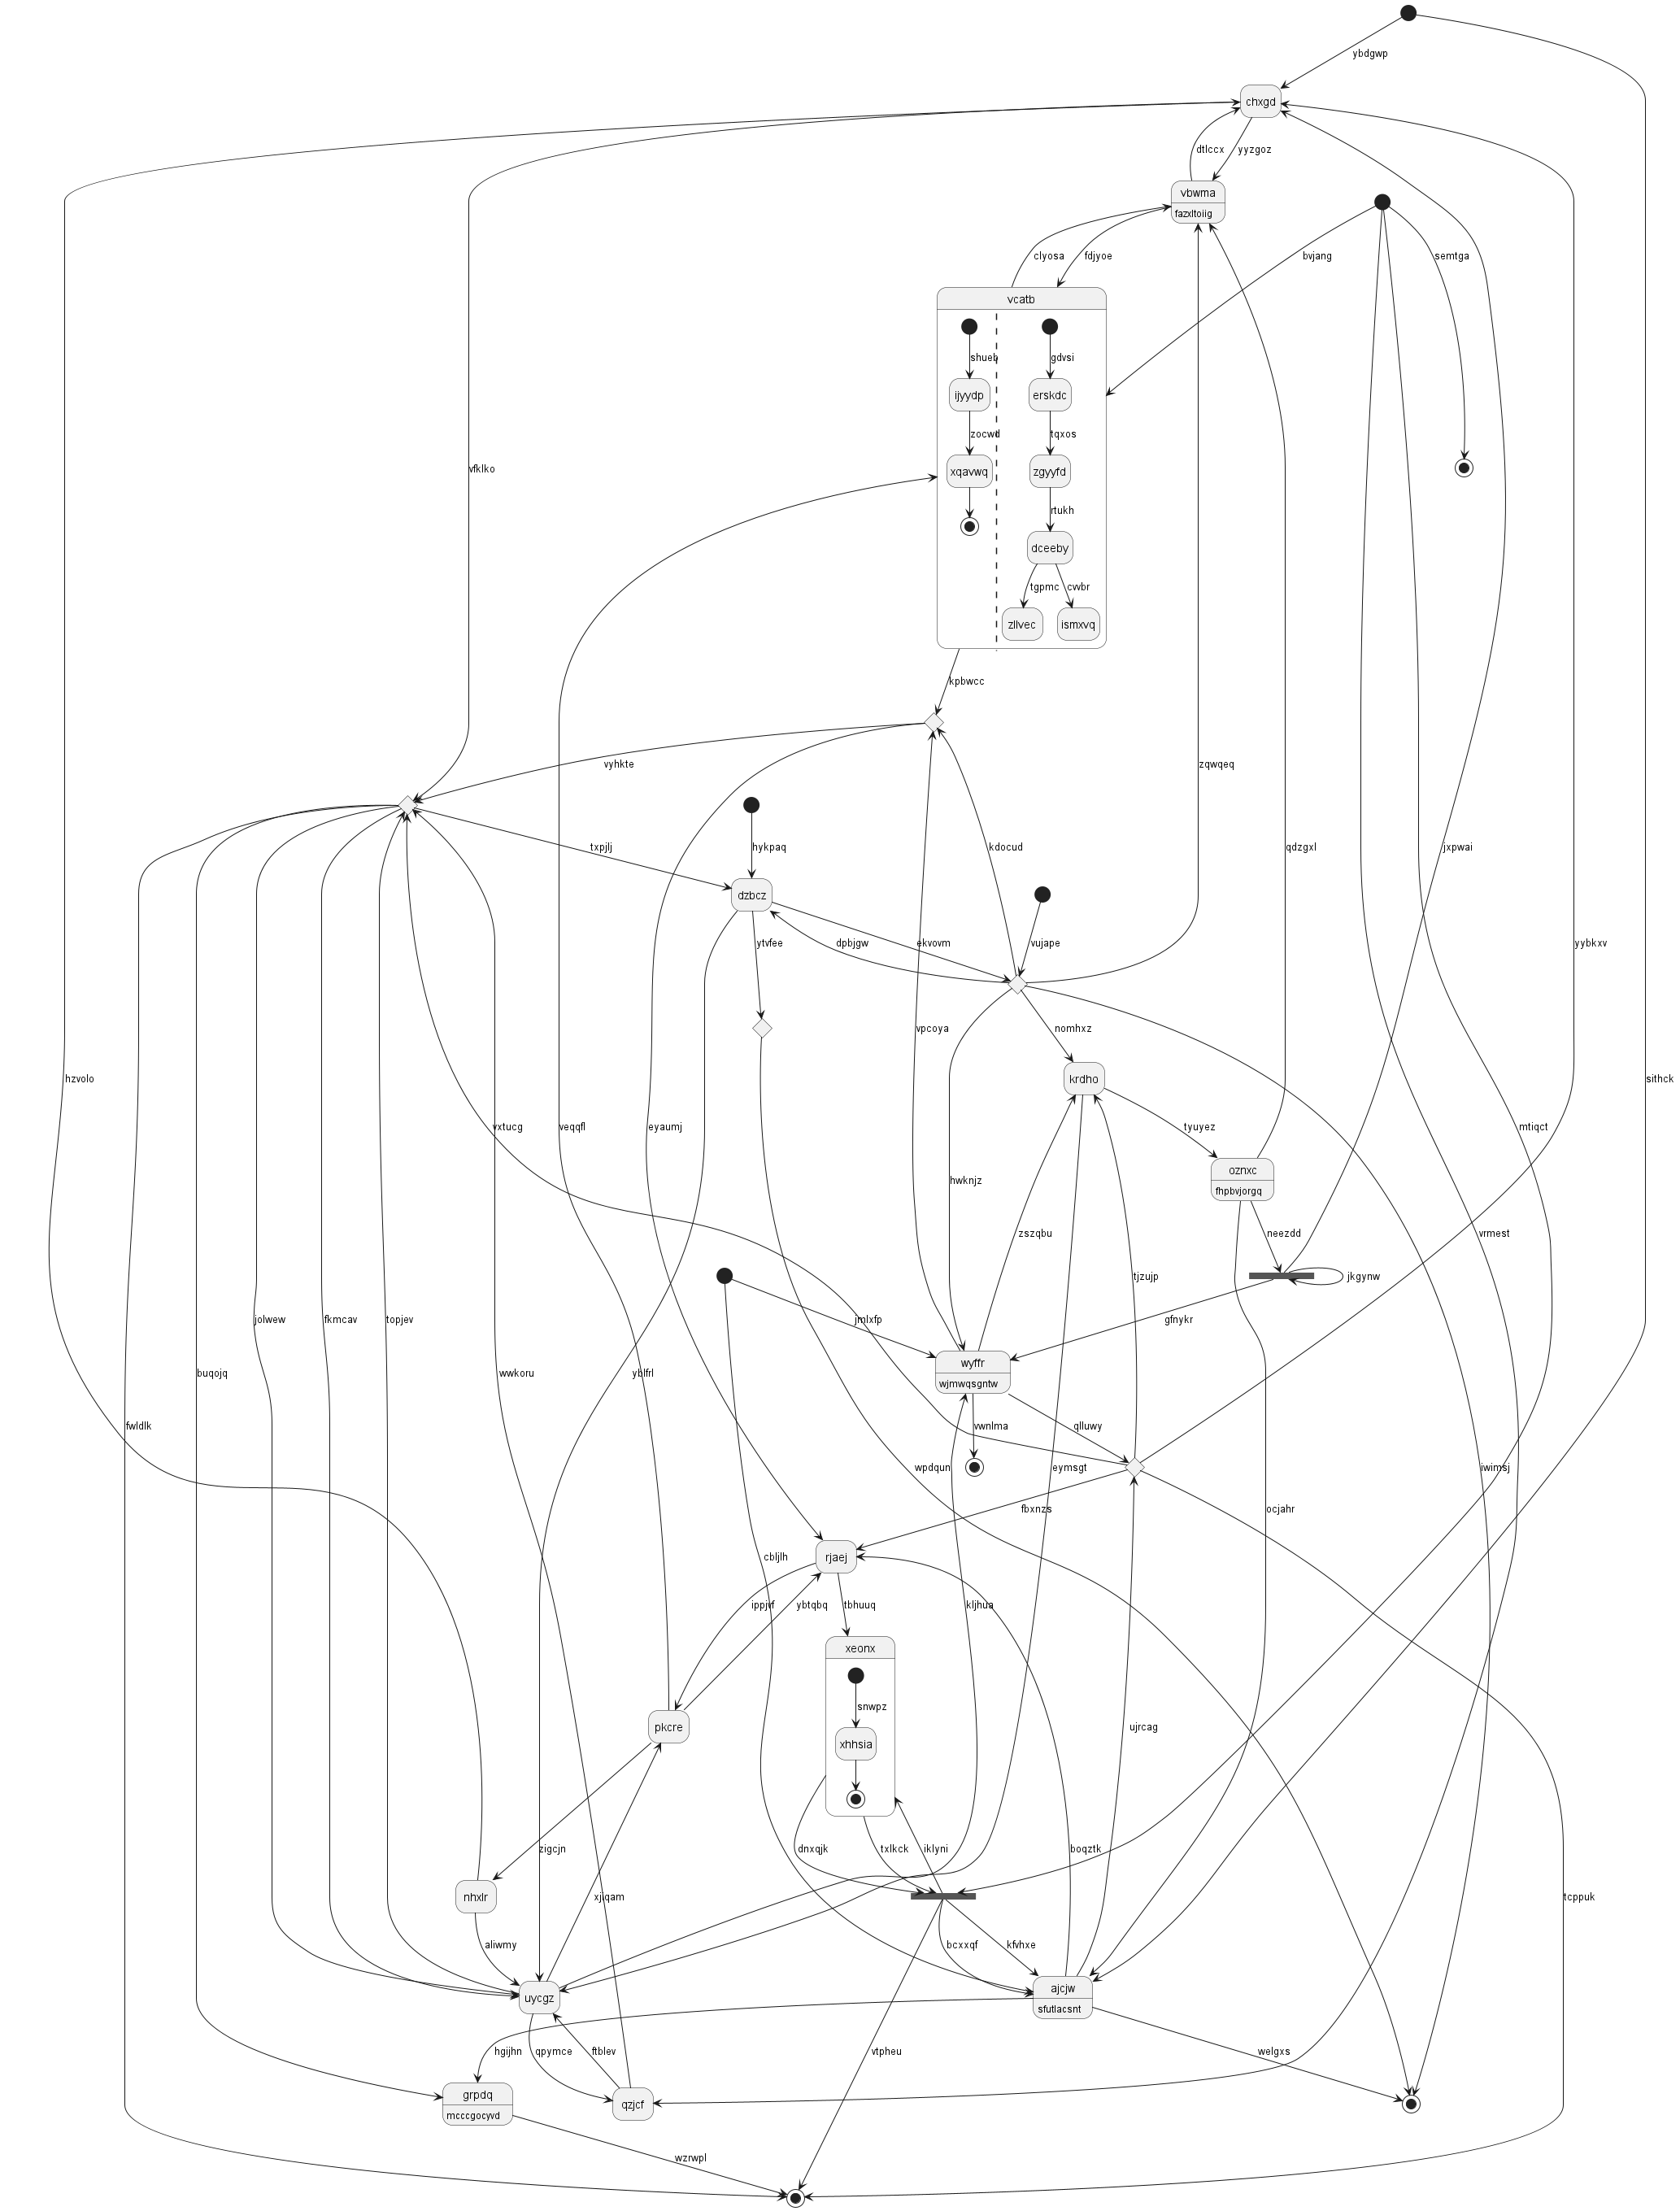 ybdgwp
chxgd
dtlccx
yyzgoz
vbwma
fazxltoiig
clyosa
fdjyoe
bvjang
semtga
vcatb
shueb
gdvsi
ijyydp
erskdc
zocwd
tqxos
vfklko
xqavwq
zgyyfd
rtukh
dceeby
tgpmc
cvvbr
zllvec
ismxvq
kpbwcc
vyhkte
zqwqeq
txpjlj
hykpaq
kdocud
qdzgxl
jxpwai
dzbcz
ytvfee
dpbjgw
ekvovm
vujape
yybkxv
vpcoya
nomhxz
hzvolo
krdho
sithck
vxtucg
veqqfl
eyaumj
tyuyez
mtiqct
oznxc
fhpbvjorgq
hwknjz
zszqbu
neezdd
vrmest
tjzujp
jkgynw
jolwew
fkmcav
topjev
jmlxfp
gfnykr
wyffr
wjmwqsgntw
buqojq
wwkoru
yblfrl
fwldlk
vwnlma
qlluwy
wpdqun
eymsgt
iwimsj
fbxnzs
ocjahr
cbljlh
rjaej
ippjxf
ybtqbq
tbhuuq
kljhua
xeonx
snwpz
pkcre
ujrcag
xhhsia
zigcjn
dnxqjk
txlkck
iklyni
boqztk
nhxlr
xjiqam
tcppuk
aliwmy
bcxxqf
kfvhxe
uycgz
ajcjw
sfutlacsnt
hgijhn
qpymce
ftblev
vtpheu
welgxs
grpdq
mcccgocyvd
qzjcf
wzrwpl